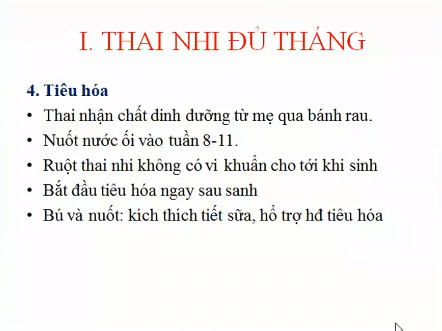 I. THAI NHI ĐỦ THÁNG
4. Tiêu hóa
• Thai nhận chất dinh dưỡng từ mẹ qua bánh rau.
• Nuốt nước ối vào tuần 8-11.
• Ruột thai nhi không có vi khuẩn cho tới khi sinh
• Bắt đầu tiêu hóa ngay sau sanh
• Bú và nuốt: kích thích tiết sữa, hổ trợ hđ tiêu hóa